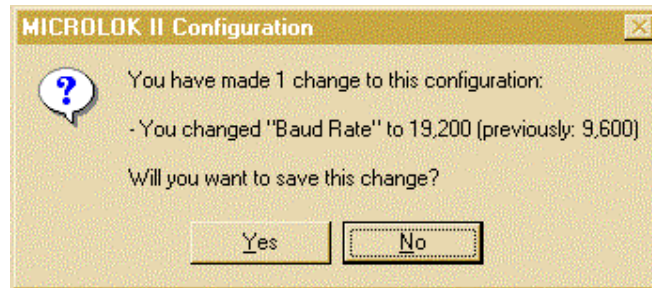 MICROLOK II Configuration
You have made 1 change to this configuration:
- You changed "Baud Rate" to 19,200 (previously: 9,600)
Will you want to save this change?
Yes No